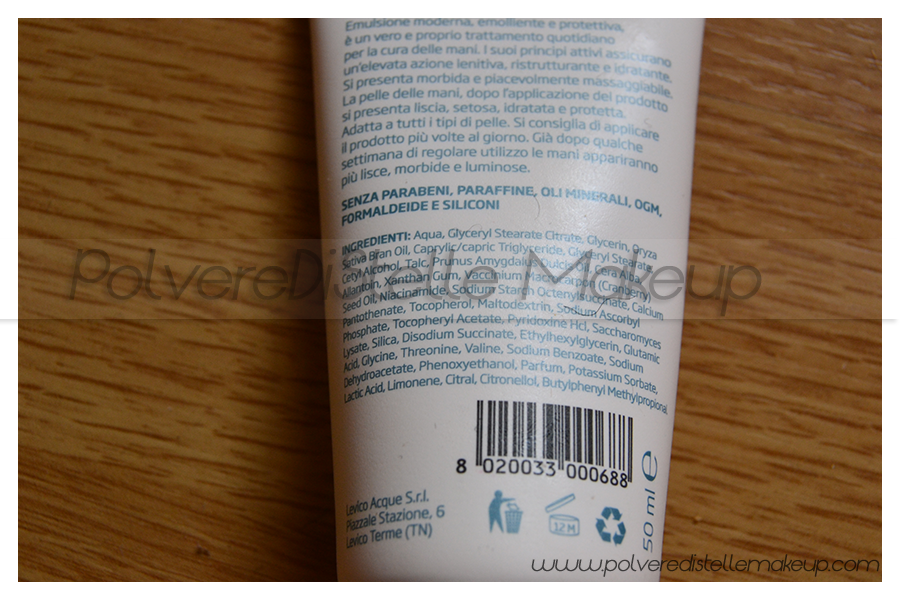 Emulsione moderna, emolliente e protettiva,
è un vero e proprio trattamento quotidiano
per la cura delle mani. I suoi principi attivi assicurano
un'elevata azione lenitiva, ristrutturante e idratante.
Si presenta morbida e piacevolmente massaggiabile.
La pelle delle mani, dopo l'applicazione del prodotto
si presenta liscia, setosa, idratata e protetta.
Adatta a tutti i tipi di pelle. Si consiglia di applicare
il prodotto più volte al giorno. Già dopo qualche
settimana di regolare utilizzo le mani appariranno
più lisce, morbide e luminose.
SENZA PARABENI, PARAFFINE, OLI MINERALI, OGM,
FORMALDEIDE E SILICONI
INGREDIENTI: Aqua, Glyceryl Stearate Citrate, Glycerin, Oryza
Sativa Bran Oil, Caprylic/capric Triglyceride, Glyceryl Stearate,
Cetyl Alcohol, Talc, Prunus Amygdalus Dulcis Cera Alba,
Allantoin, Xanthan Gum, Vaccinium Macrocarpon (Cranberry)
Seed Oil, Niacinamide, Sodium Starch Octenylsuccinate, Calcium
Pantothenate, Tocopherol, Maltodextrin, Sodium Ascorbyl
Phosphate, Tocopheryl Acetate, Pyridoxine Hcl, Saccharomyces
Lysate, Silica, Disodium Succinate, Ethylhexylglycerin, Glutamic
Acid, Glycine, Threonine, Valine, Sodium Benzoate, Sodium
Dehydroacetate, Phenoxyethanol, Parfum, Potassium Sorbate,
Lactic Acid, Limonene, Citral, Citronellol, Butylphenyl Methylpropional
PolvereDiStelle Makeup
8 020033 000688
Levico Acque S.r.l.
Piazzale Stazione, 6
Levico Terme (TN)
12 M
50 ml e
www.polveredistellemakeup.com